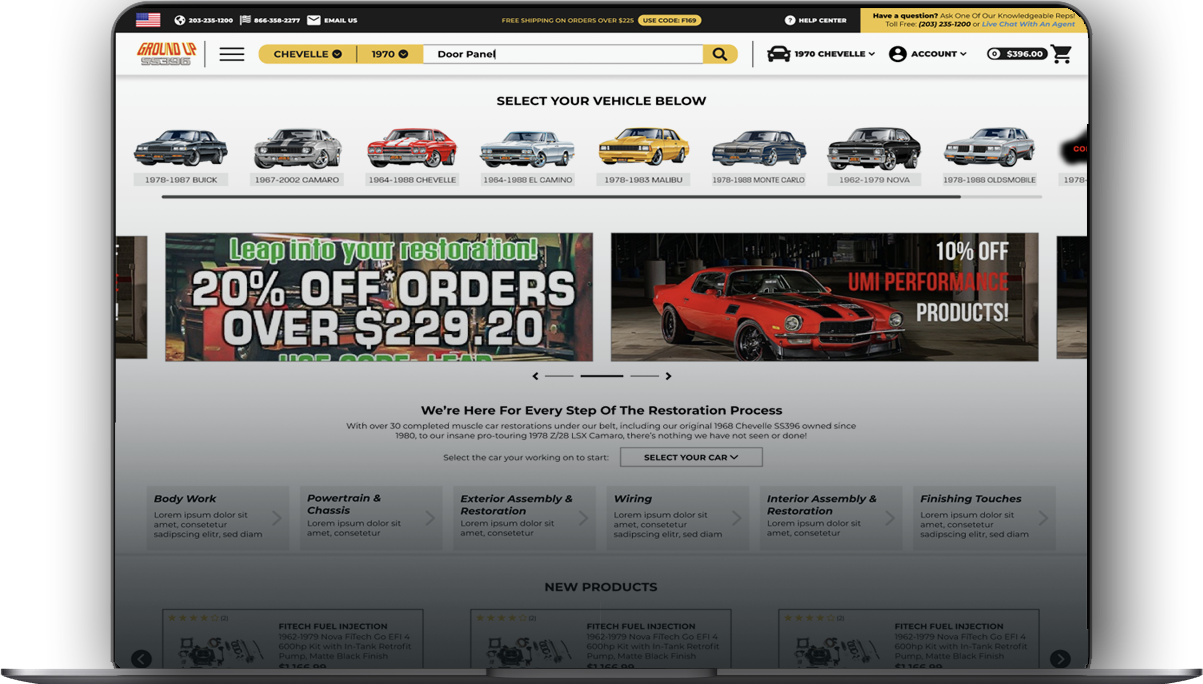 203-235-1200
866-358-2277
EMAIL US
FREE SHIPPING ON ORDERS OVER $225
USE CODE: F169
HELP CENTER
Have a question? Ask One Of Our Knowledgeable Reps!
Toll Free: (203) 235-1200 or Live Chat With An Agent
GROUND UP
SS396
CHEVELLE
1970
Door Panel
1970 CHEVELLE
ACCOUNT
0
$396.00
SELECT YOUR VEHICLE BELOW
1978-1987 BUICK
1967-2002 CAMARO
1964-1988 CHEVELLE
1964-1988 EL CAMINO
1978-1983 MALIBU
1978-1988 MONTE CARLO
1962-1979 NOVA
1978-1988 OLDSMOBILE
1978-
Leap into your restoration!
20% OFF* ORDERS
OVER $229.20
USE CODE: LEAP
10% OFF
UMI PERFORMANCE
PRODUCTS!
We're Here For Every Step Of The Restoration Process
With over 30 completed muscle car restorations under our belt, including our original 1968 Chevelle SS396 owned since
1980, to our insane pro-touring 1978 Z/28 LSX Camaro, there's nothing we have not seen or done!
Select the car your working on to start:
SELECT YOUR CAR
Body Work
Lorem ipsum dolor sit
amet, consetetur
sadipscing elitr, sed diam
Powertrain &
Chassis
Lorem ipsum dolor sit
amet, consetetur
Exterior Assembly &
Restoration
Lorem ipsum dolor sit
amet, consetetur
Wiring
Lorem ipsum dolor sit
amet, consetetur
sadipscing elitr, sed diam
Interior Assembly &
Restoration
Lorem ipsum dolor sit
amet, consetetur
Finishing Touches
Lorem ipsum dolor sit
amet, consetetur
sadipscing elitr, sed diam
NEW PRODUCTS
(2)
FITECH FUEL INJECTION
1962-1979 Nova FiTech Go EFI 4
600hp Kit with In-Tank Retrofit
Pump, Matte Black Finish
$1,166.99
(2)
FITECH FUEL INJECTION
1962-1979 Nova FiTech Go EFI 4
600hp Kit with In-Tank Retrofit
Pump, Matte Black Finish
$1,166.99
(2)
FITECH FUEL INJECTION
1962-1979 Nova FiTech Go EFI 4
600hp Kit with In-Tank Retrofit
Pump, Matte Black Finish
$1,166.99